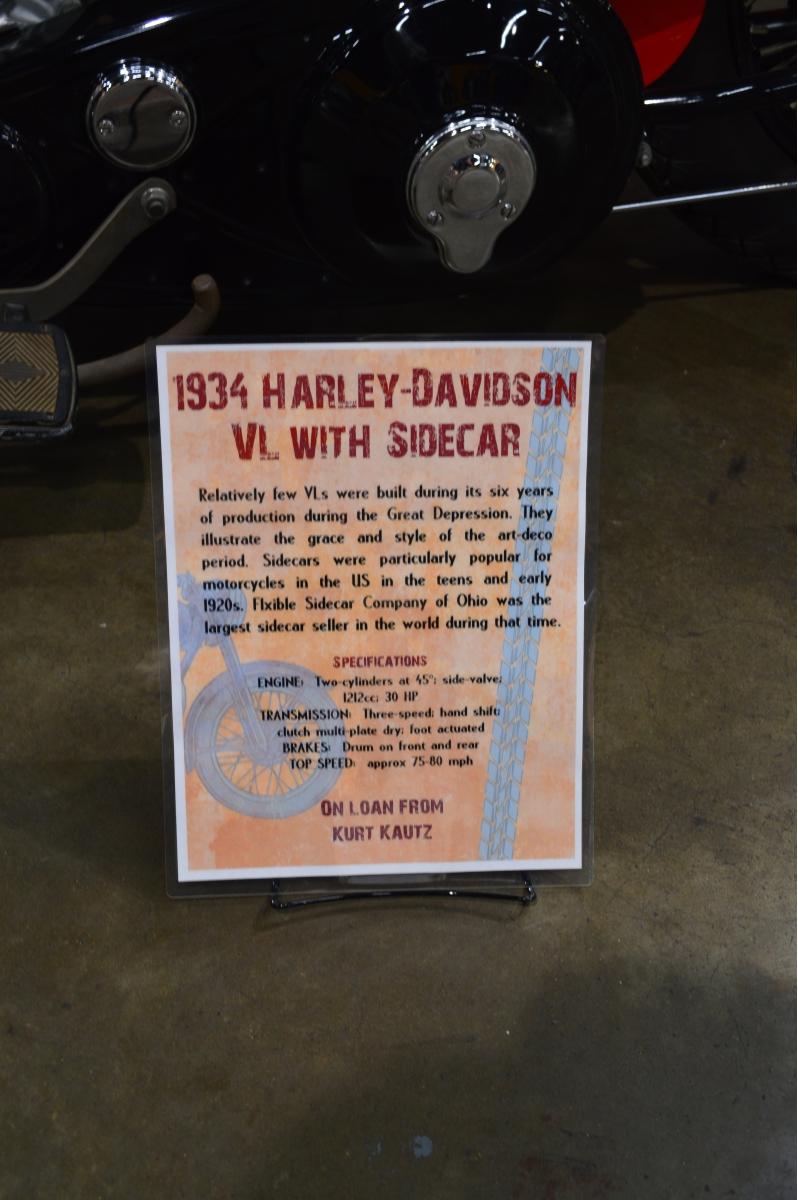 1934 HARLEY-DAVIDSON
VL WITH SIDECAR
Relatively few VLs were built during its six years
of production during the Great Depression. They
illustrate the grace and style of the art-deco
period. Sidecars were particularly popular for
motorcycles in the US in the teens and early
1920s. Flxible Sidecar Company of Ohio was the
largest sidecar seller in the world during that time.
SPECIFICATIONS
ENGINE: Two-cylinders at 45°; side-valve;
1212cc; 30 HP
TRANSMISSION: Three-speed; hand shift;
clutch multi-plate dry; foot actuated
BRAKES: Drum on front and rear
TOP SPEED: approx 75-80 mph
ON LOAN FROM
KURT KAUTZ